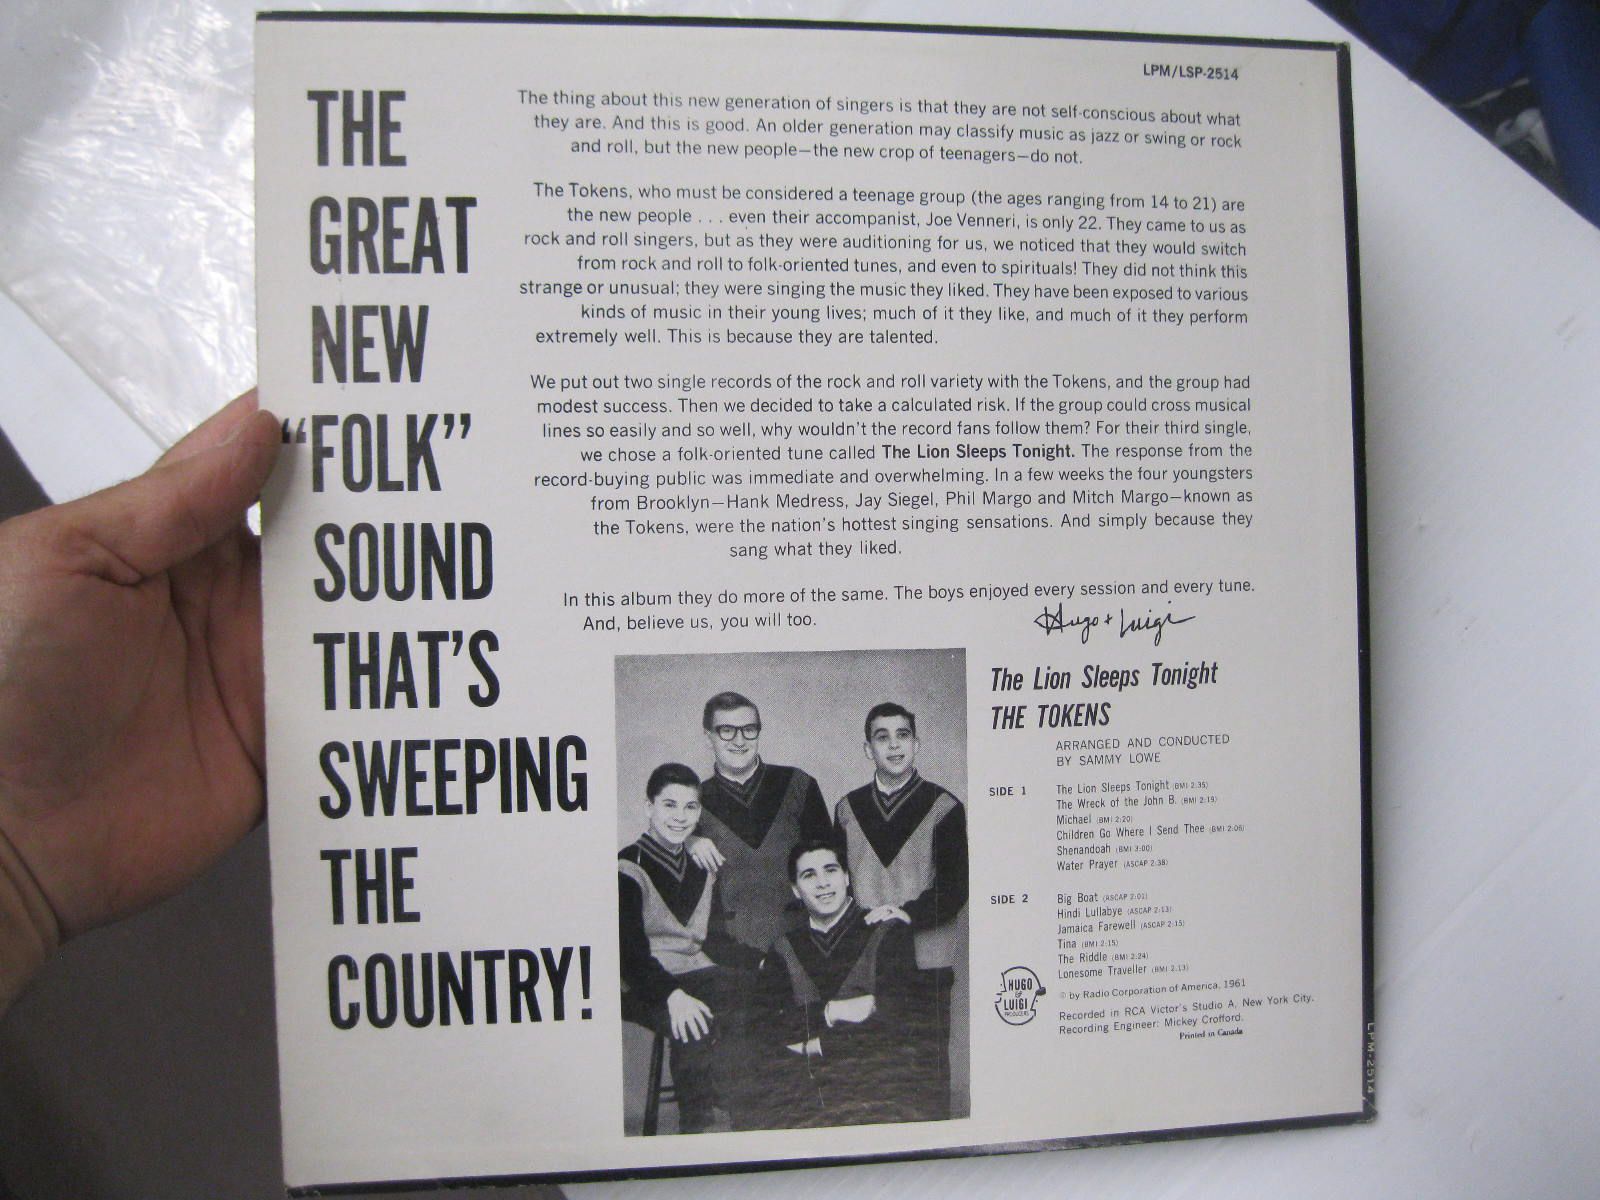 LPM/LSP-2514
THE
GREAT
NEW
“FOLK”
SOUND
THAT'S
SWEEPING
THE
COUNTRY!
The thing about this new generation of singers is that they are not self-conscious about what
they are. And this is good. An older generation may classify music as jazz or swing or rock
and roll, but the new people—the new crop of teenagers—do not.
The Tokens, who must be considered a teenage group (the ages ranging from 14 to 21) are
the new people . . . even their accompanist, Joe Venneri, is only 22. They came to us as
rock and roll singers, but as they were auditioning for us, we noticed that they would switch
from rock and roll to folk-oriented tunes, and even to spirituals! They did not think this
strange or unusual; they were singing the music they liked. They have been exposed to various
kinds of music in their young lives; much of it they like, and much of it they perform
extremely well. This is because they are talented.
We put out two single records of the rock and roll variety with the Tokens, and the group had
modest success. Then we decided to take a calculated risk. If the group could cross musical
lines so easily and so well, why wouldn't the record fans follow them? For their third single,
we chose a folk-oriented tune called The Lion Sleeps Tonight. The response from the
record-buying public was immediate and overwhelming. In a few weeks the four youngsters
from Brooklyn—Hank Medress, Jay Siegel, Phil Margo and Mitch Margo—known as
the Tokens, were the nation's hottest singing sensations. And simply because they
sang what they liked.
In this album they do more of the same. The boys enjoyed every session and every tune.
And, believe us, you will too.
Hugo + Luigi
The Lion Sleeps Tonight
THE TOKENS
ARRANGED AND CONDUCTED
BY SAMMY LOWE
SIDE 1
The Lion Sleeps Tonight (BMI 2:35)
The Wreck of the John B. (BMI 2:19)
Michael (BMI 2:20)
Children Go Where I Send Thee (BMI 2:06)
Shenandoah (BMI 3:00)
Water Prayer (ASCAP 2:38)
SIDE 2
Big Boat (ASCAP 2:01)
Hindi Lullabye (ASCAP 2:13)
Jamaica Farewell (ASCAP 2:15)
Tina (BMI 2:15)
The Riddle (BMI 2:24)
Lonesome Traveller (BMI 2:13)
HUGO
&
LUIGI
PRODUCERS
© by Radio Corporation of America, 1961
Recorded in RCA Victor's Studio A, New York City.
Recording Engineer: Mickey Crofford.
Printed in Canada
LPM-2514